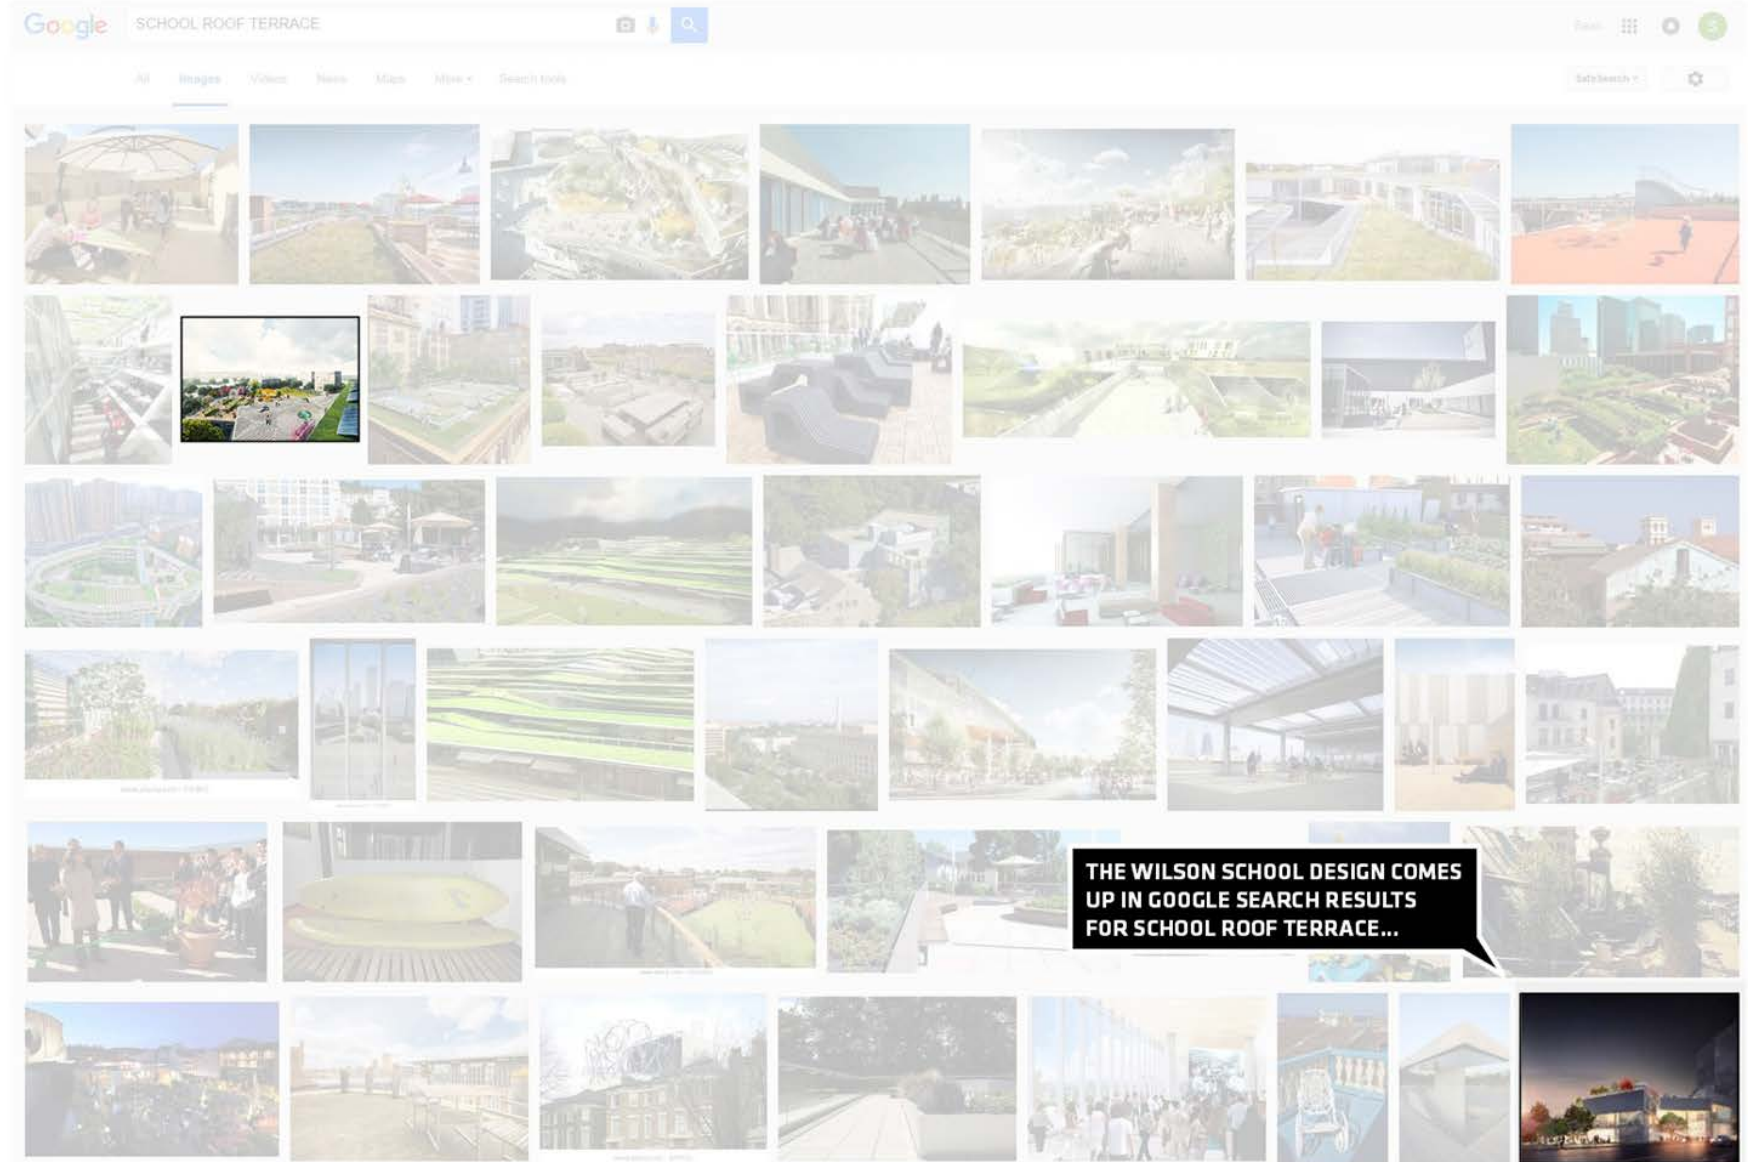 Google
SCHOOL ROOF TERRACE
All Images Videos News Maps More Search tools
SafeSearch
S
THE WILSON SCHOOL DESIGN COMES
UP IN GOOGLE SEARCH RESULTS
FOR SCHOOL ROOF TERRACE...